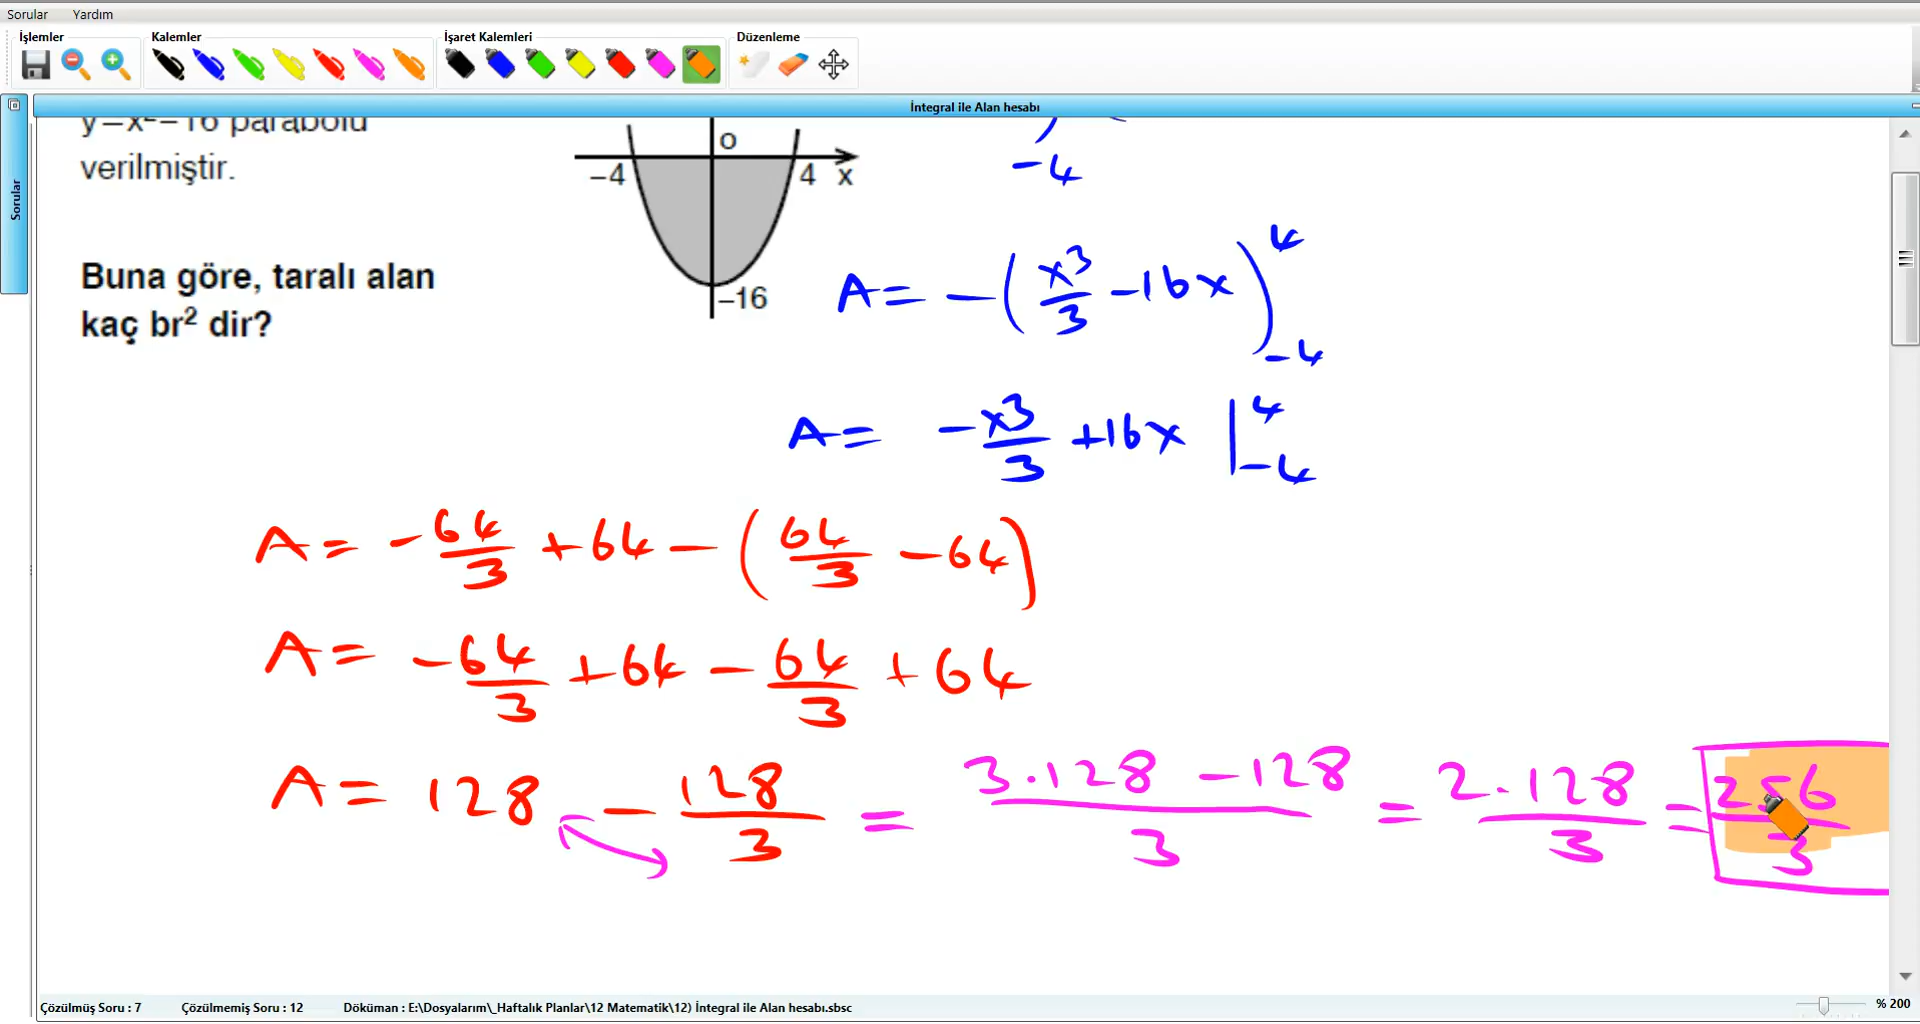 Sorular Yardım
İşlemler Kalemler İşaret Kalemleri Düzenleme
İntegral ile Alan hesabı
Sorular
y=x²−16 parabolü
verilmiştir.
Buna göre, taralı alan
kaç br² dir?
O
−4 4 x
−16
−4
A = −(x³/3 − 16x) 4 −4
A = −x³/3 + 16x | 4 −4
A = −64/3 + 64 − (64/3 − 64)
A = −64/3 + 64 − 64/3 + 64
A = 128 − 128/3 = 3.128 − 128/3 = 2.128/3 = 256/3
Çözülmüş Soru : 7 Çözülmemiş Soru : 12 Döküman : E:\Dosyalarım\_Haftalık Planlar\12 Matematik\12) İntegral ile Alan hesabı.sbsc % 200